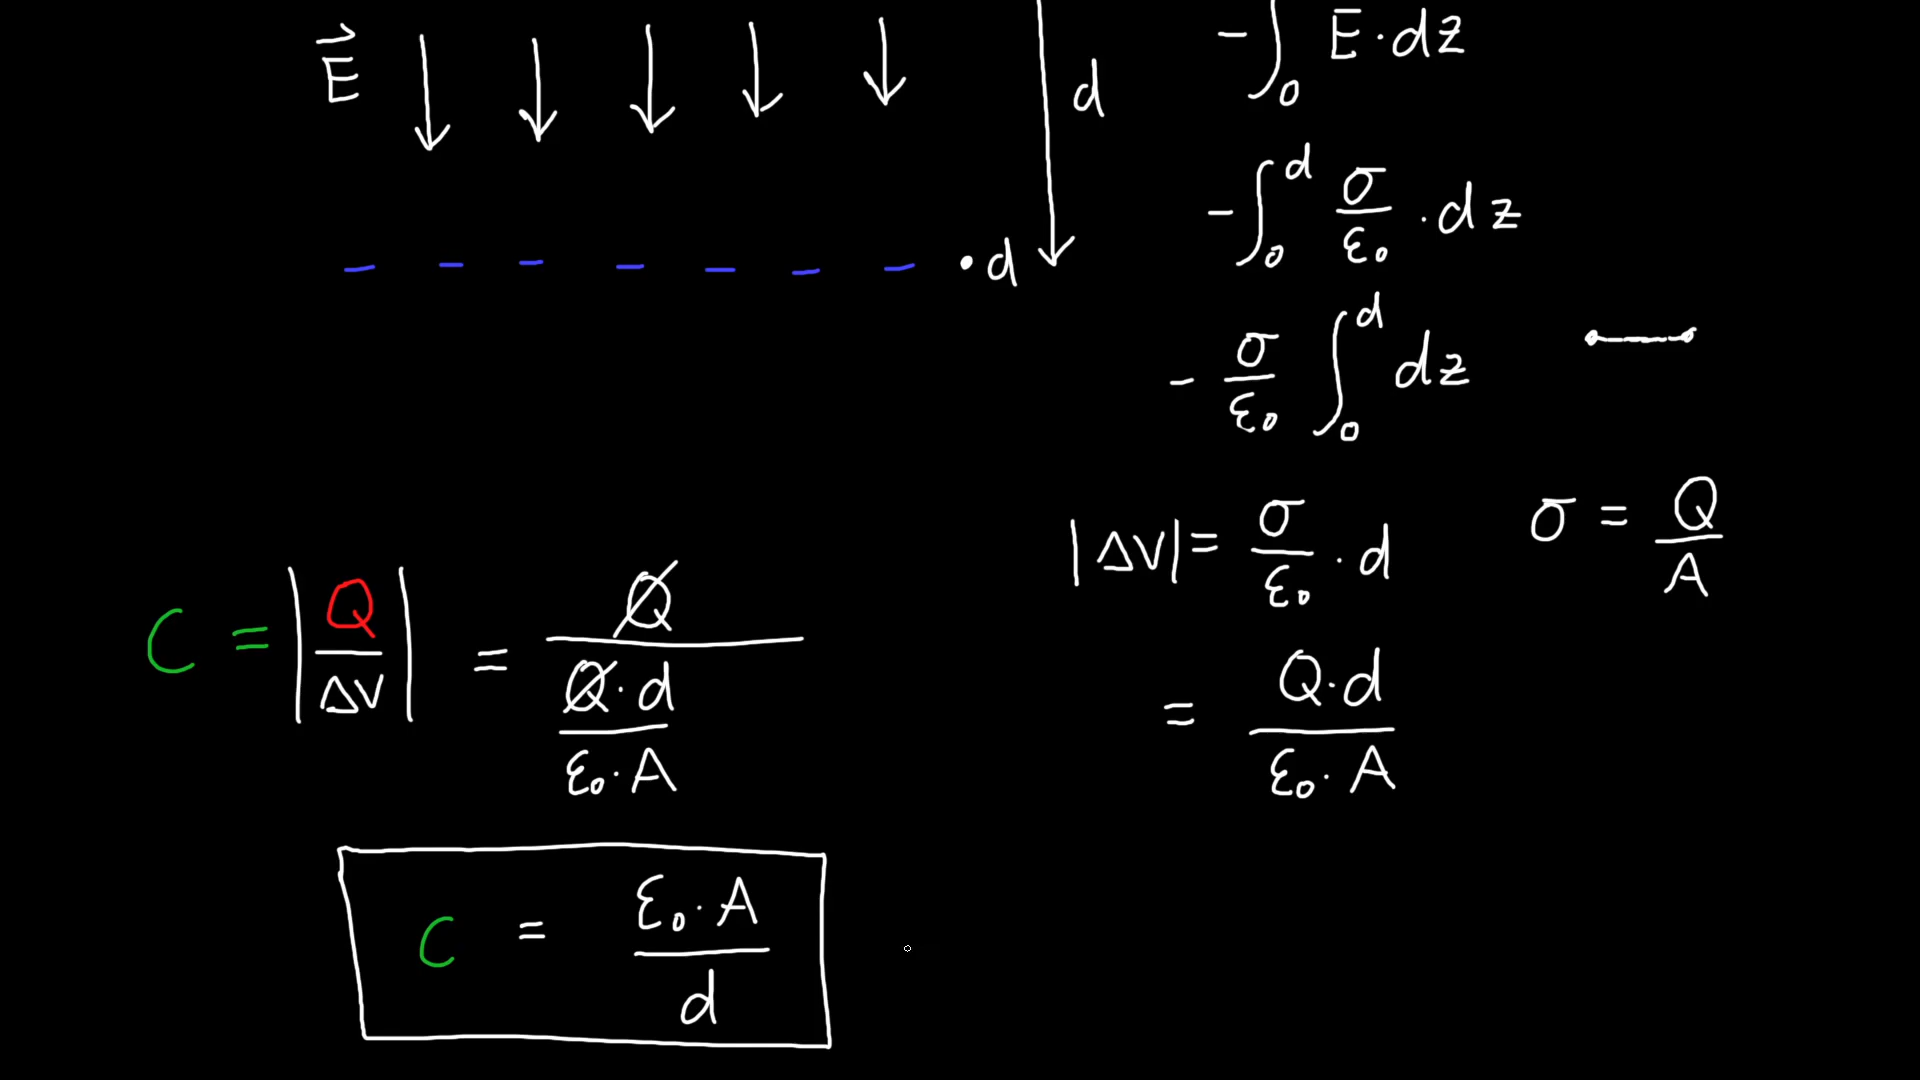 E⃗
d
• d
- ∫₀ E̅ · dz
- ∫₀ᵈ σ/ε₀ · dz
- σ/ε₀ ∫₀ᵈ dz
|ΔV| = σ/ε₀ · d
σ = Q/A
= Q·d / ε₀·A
C = |Q/ΔV| = Q / (Q·d / ε₀·A)
C = ε₀·A / d